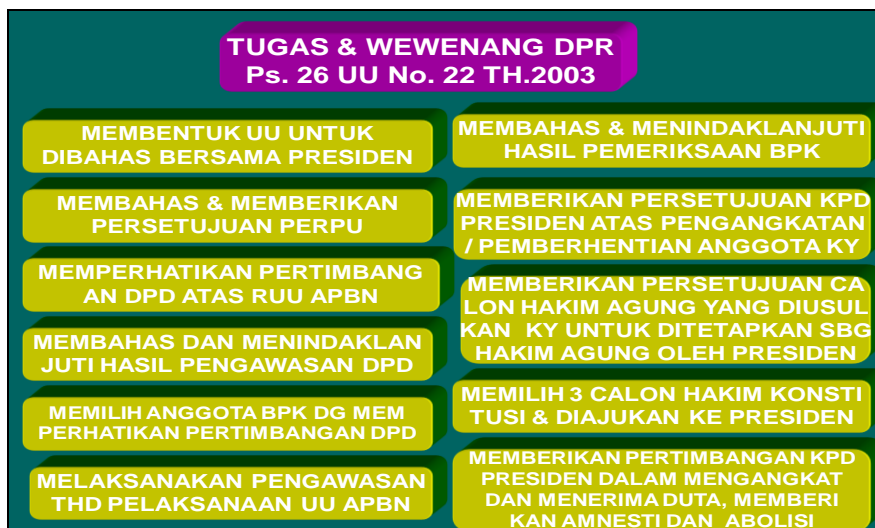 TUGAS & WEWENANG DPR
Ps. 26 UU No. 22 TH.2003
MEMBENTUK UU UNTUK
DIBAHAS BERSAMA PRESIDEN
MEMBAHAS & MEMBERIKAN
PERSETUJUAN PERPU
MEMPERHATIKAN PERTIMBANG
AN DPD ATAS RUU APBN
MEMBAHAS DAN MENINDAKLAN
JUTI HASIL PENGAWASAN DPD
MEMILIH ANGGOTA BPK DG MEM
PERHATIKAN PERTIMBANGAN DPD
MELAKSANAKAN PENGAWASAN
THD PELAKSANAAN UU APBN
MEMBAHAS & MENINDAKLANJUTI
HASIL PEMERIKSAAN BPK
MEMBERIKAN PERSETUJUAN KPD
PRESIDEN ATAS PENGANGKATAN
/ PEMBERHENTIAN ANGGOTA KY
MEMBERIKAN PERSETUJUAN CA
LON HAKIM AGUNG YANG DIUSUL
KAN KY UNTUK DITETAPKAN SBG
HAKIM AGUNG OLEH PRESIDEN
MEMILIH 3 CALON HAKIM KONSTI
TUSI & DIAJUKAN KE PRESIDEN
MEMBERIKAN PERTIMBANGAN KPD
PRESIDEN DALAM MENGANGKAT
DAN MENERIMA DUTA, MEMBERI
KAN AMNESTI DAN ABOLISI